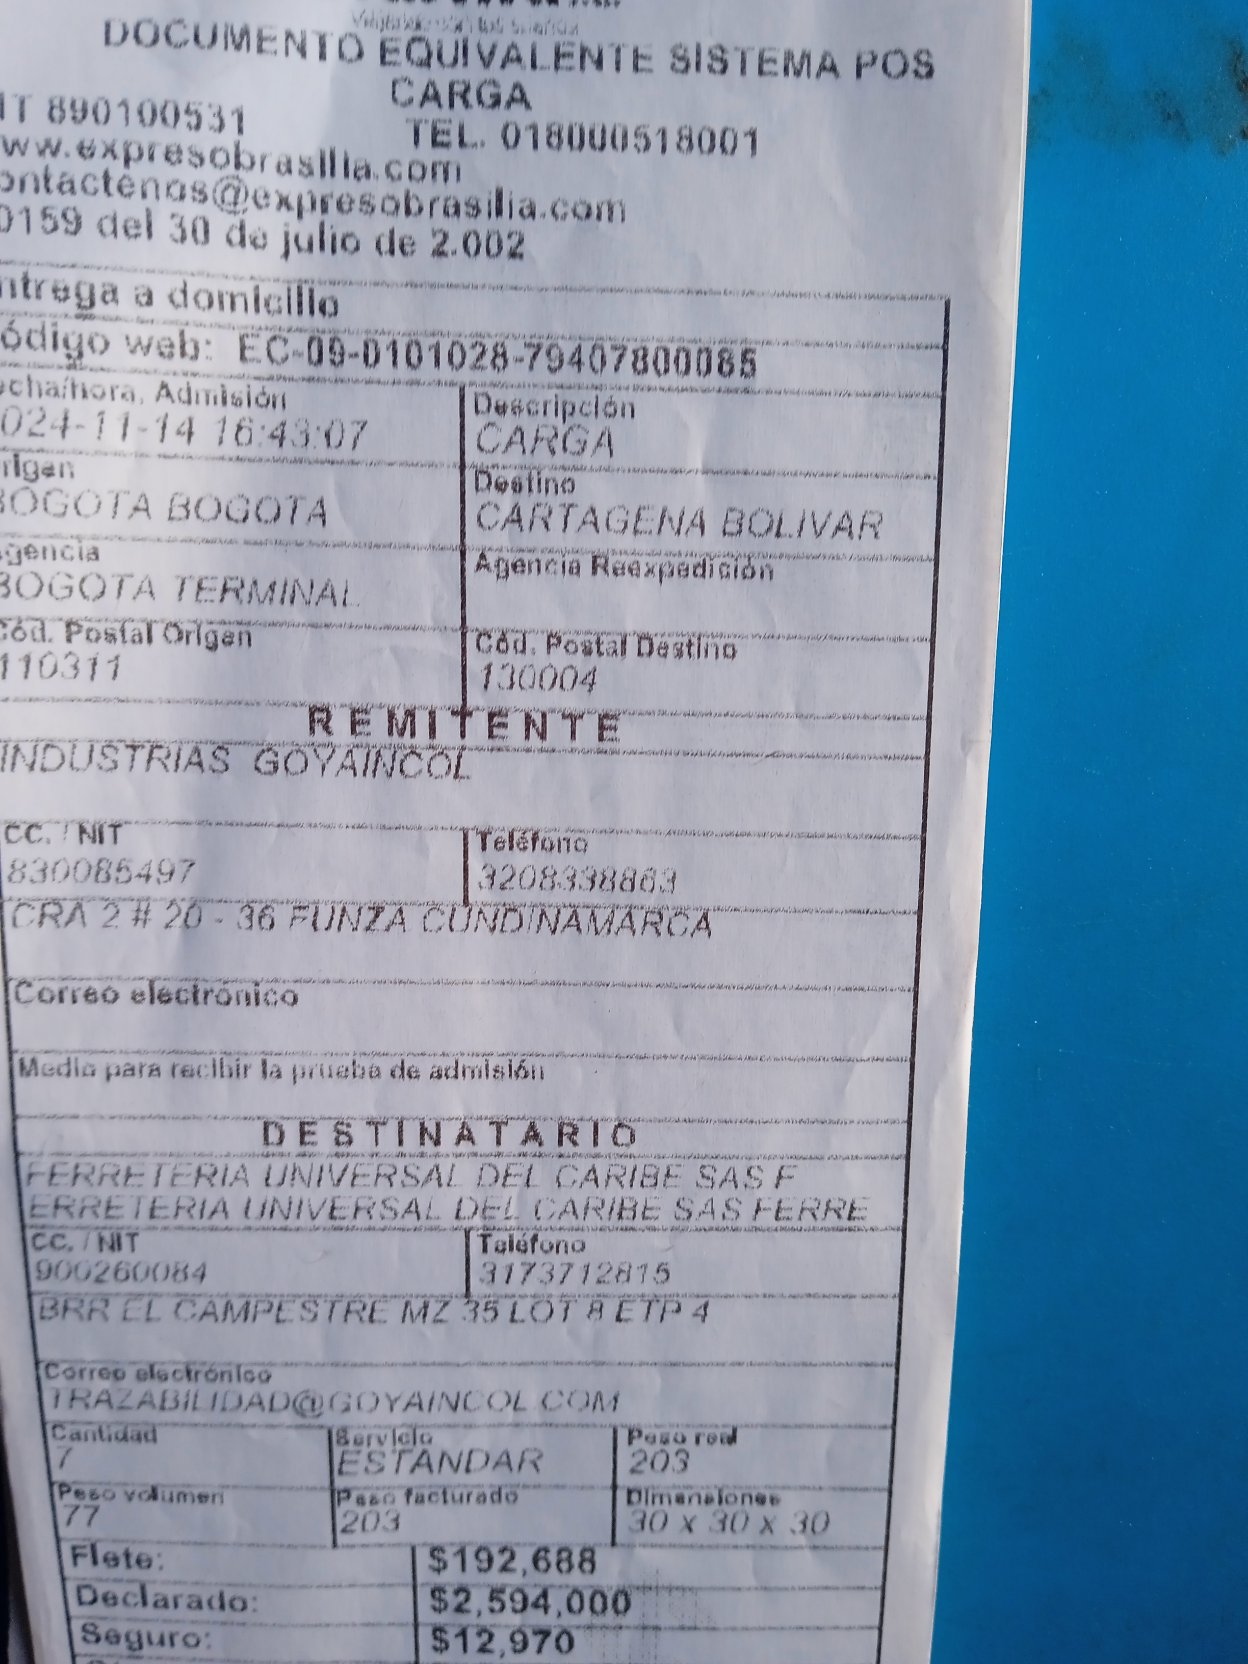 DOCUMENTO EQUIVALENTE SISTEMA POS
CARGA
IT 890100531 TEL. 018000518001
ww.expresobrasilia.com
ontactenos@expresobrasilia.com
0159 del 30 de julio de 2.002
ntrega a domicilio
ódigo web: EC-09-0101028-79407800085
echa/hora, Admisión Descripción
024-11-14 16:43:07 CARGA
rigen Destino
BOGOTA BOGOTA CARTAGENA BOLIVAR
gencia Agencia Reexpedición
BOGOTA TERMINAL
Cód. Postal Origen Cód. Postal Destino
110311 130004
REMITENTE
INDUSTRIAS GOYAINCOL
CC. / NIT Teléfono
830085497 3208338863
CRA 2 # 20 - 36 FUNZA CUNDINAMARCA
Correo electrónico
Medio para recibir la prueba de admisión
DESTINATARIO
FERRETERIA UNIVERSAL DEL CARIBE SAS F
ERRETERIA UNIVERSAL DEL CARIBE SAS FERRE
CC. / NIT Teléfono
900260084 3173712815
BRR EL CAMPESTRE MZ 35 LOT 8 ETP 4
Correo electrónico
TRAZABILIDAD@GOYAINCOL.COM
Cantidad Servicio Peso real
7 ESTANDAR 203
Peso volumen Peso facturado Dimensiones
77 203 30 x 30 x 30
Flete: $192,688
Declarado: $2,594,000
Seguro: $12,970